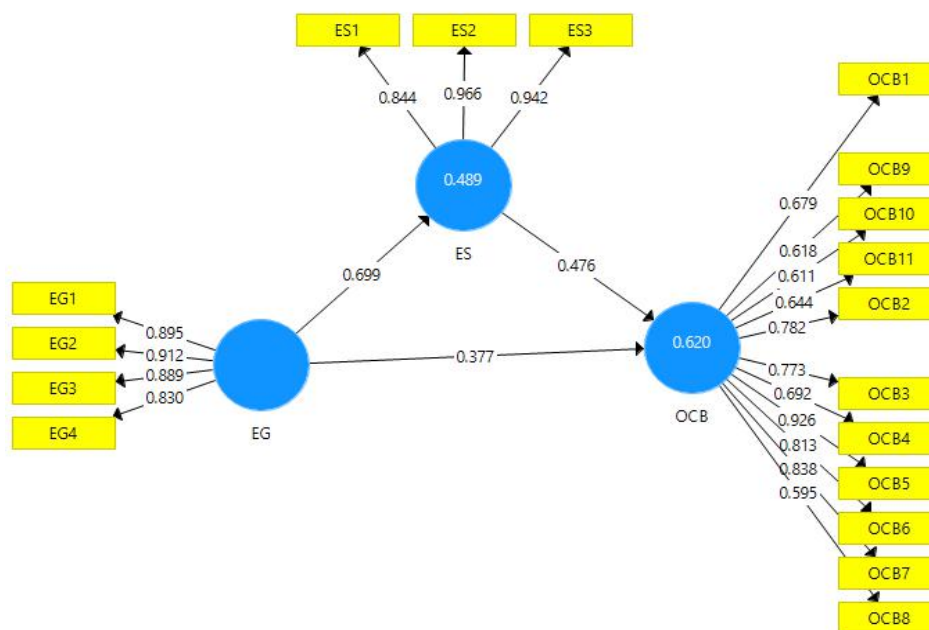 ES1
ES2
ES3
0.844
0.966
0.942
0.489
ES
0.699
0.476
EG1
EG2
EG3
EG4
0.895
0.912
0.889
0.830
EG
0.377
0.620
OCB
0.679
0.618
0.611
0.644
0.782
0.773
0.692
0.926
0.813
0.838
0.595
OCB1
OCB9
OCB10
OCB11
OCB2
OCB3
OCB4
OCB5
OCB6
OCB7
OCB8